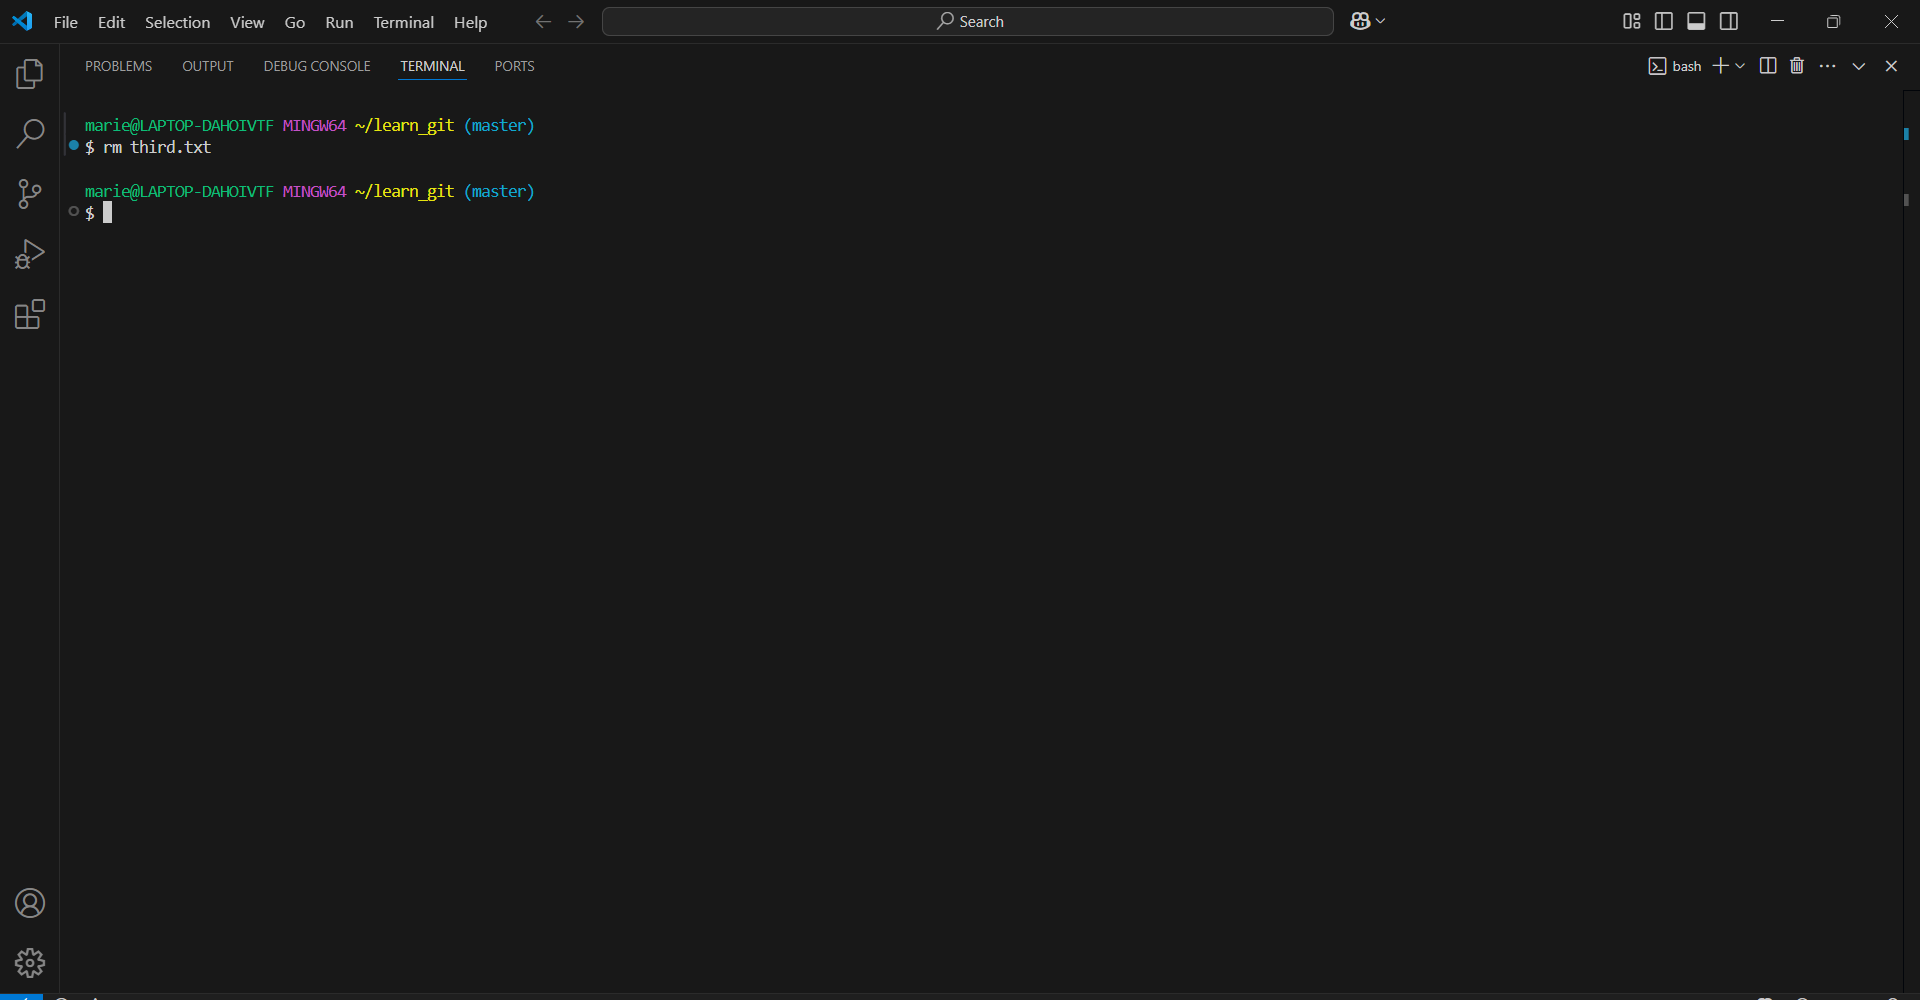 File Edit Selection View Go Run Terminal Help Search
PROBLEMS OUTPUT DEBUG CONSOLE TERMINAL PORTS bash
marie@LAPTOP-DAHOIVTF MINGW64 ~/learn_git (master)
$ rm third.txt
marie@LAPTOP-DAHOIVTF MINGW64 ~/learn_git (master)
$